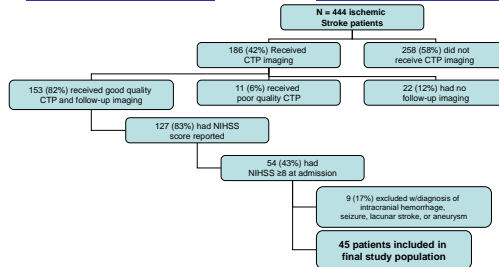 N = 444 ischemic
Stroke patients
186 (42%) Received
CTP imaging
258 (58%) did not
receive CTP imaging
153 (82%) received good quality
CTP and follow-up imaging
11 (6%) received
poor quality CTP
22 (12%) had no
follow-up imaging
127 (83%) had NIHSS
score reported
54 (43%) had
NIHSS ≥8 at admission
9 (17%) excluded w/diagnosis of
intracranial hemorrhage,
seizure, lacunar stroke, or aneurysm
45 patients included in
final study population